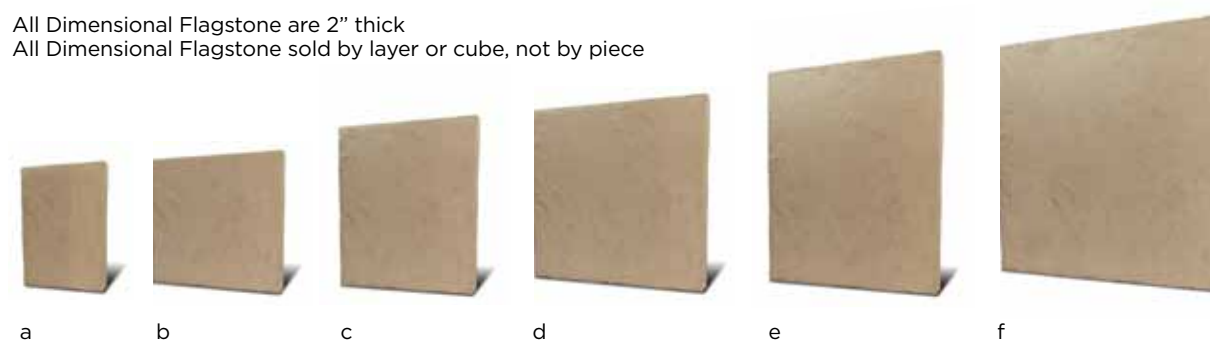 All Dimensional Flagstone are 2” thick
All Dimensional Flagstone sold by layer or cube, not by piece
a b c d e f